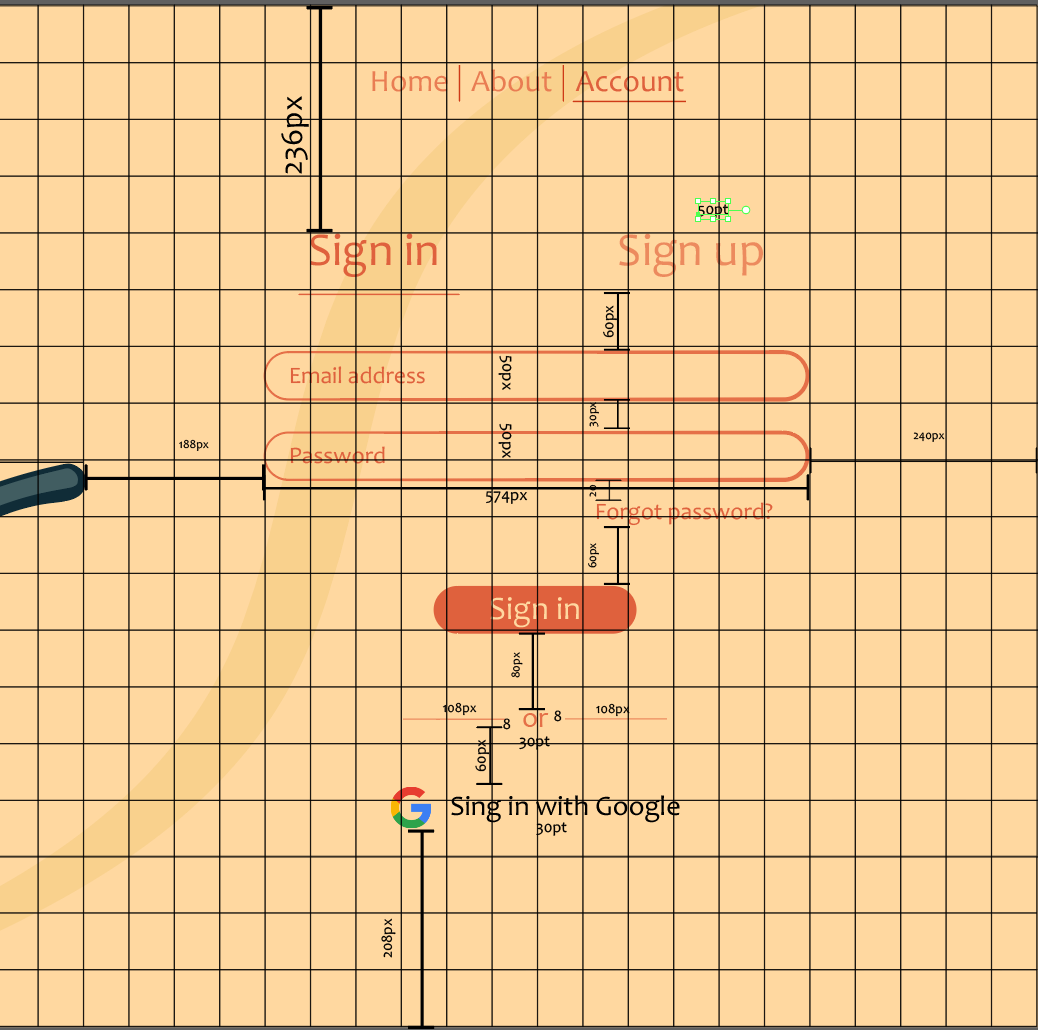 Home | About | Account
236px
50pt
Sign in Sign up
60px
Email address 50px
30px
Password 50px
188px 240px
574px 20
Forgot password?
60px
Sign in
80px
108px 8 or 8 108px
30pt
60px
Sing in with Google
30pt
208px